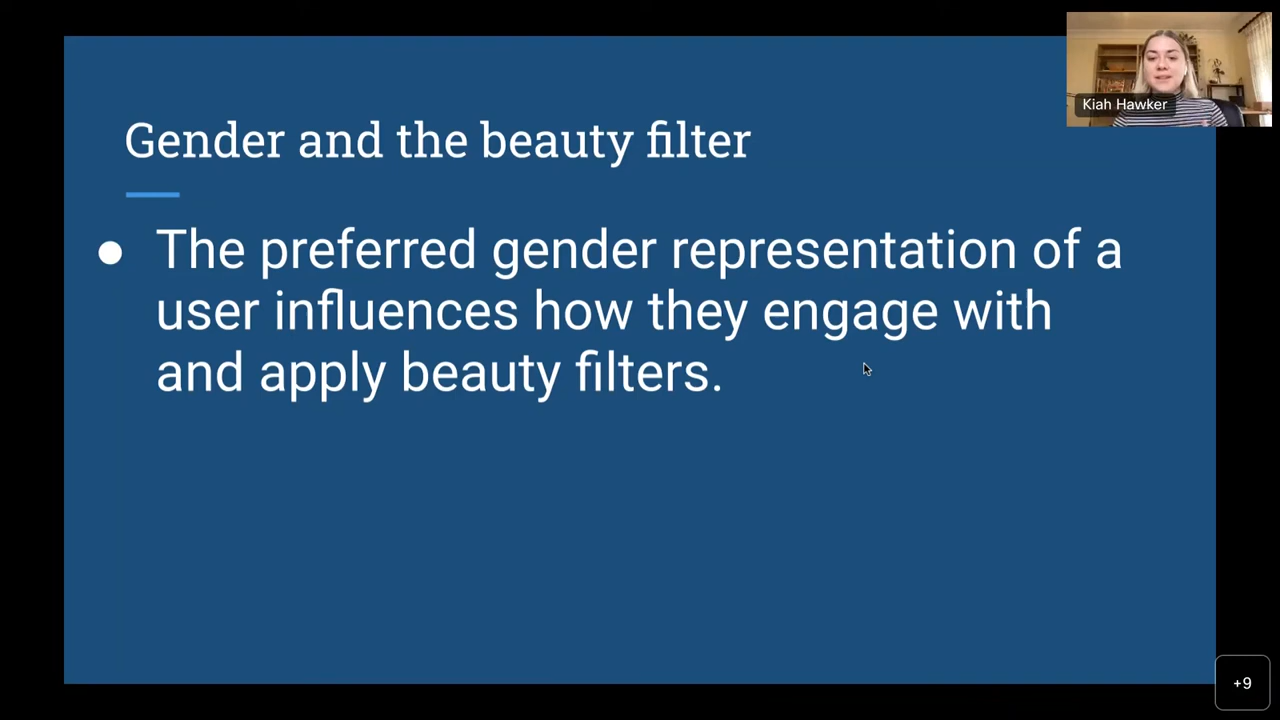 Kiah Hawker
Gender and the beauty filter
● The preferred gender representation of a
user influences how they engage with
and apply beauty filters.
+9